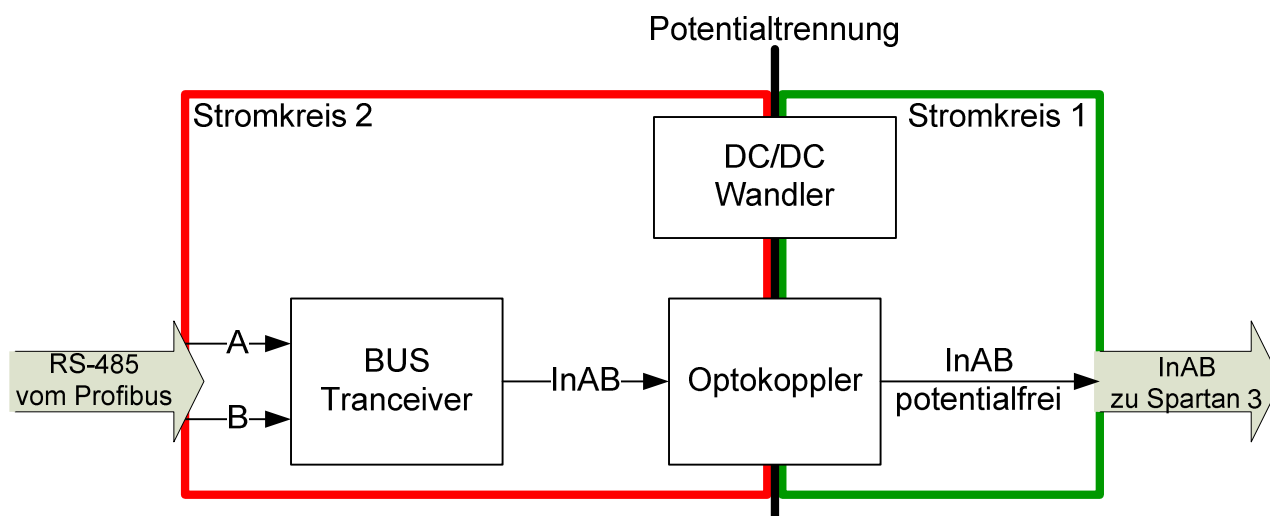 Potentialtrennung
Stromkreis 2
Stromkreis 1
DC/DC
Wandler
RS-485
vom Profibus
A
B
BUS
Tranceiver
InAB
Optokoppler
InAB
potentialfrei
InAB
zu Spartan 3